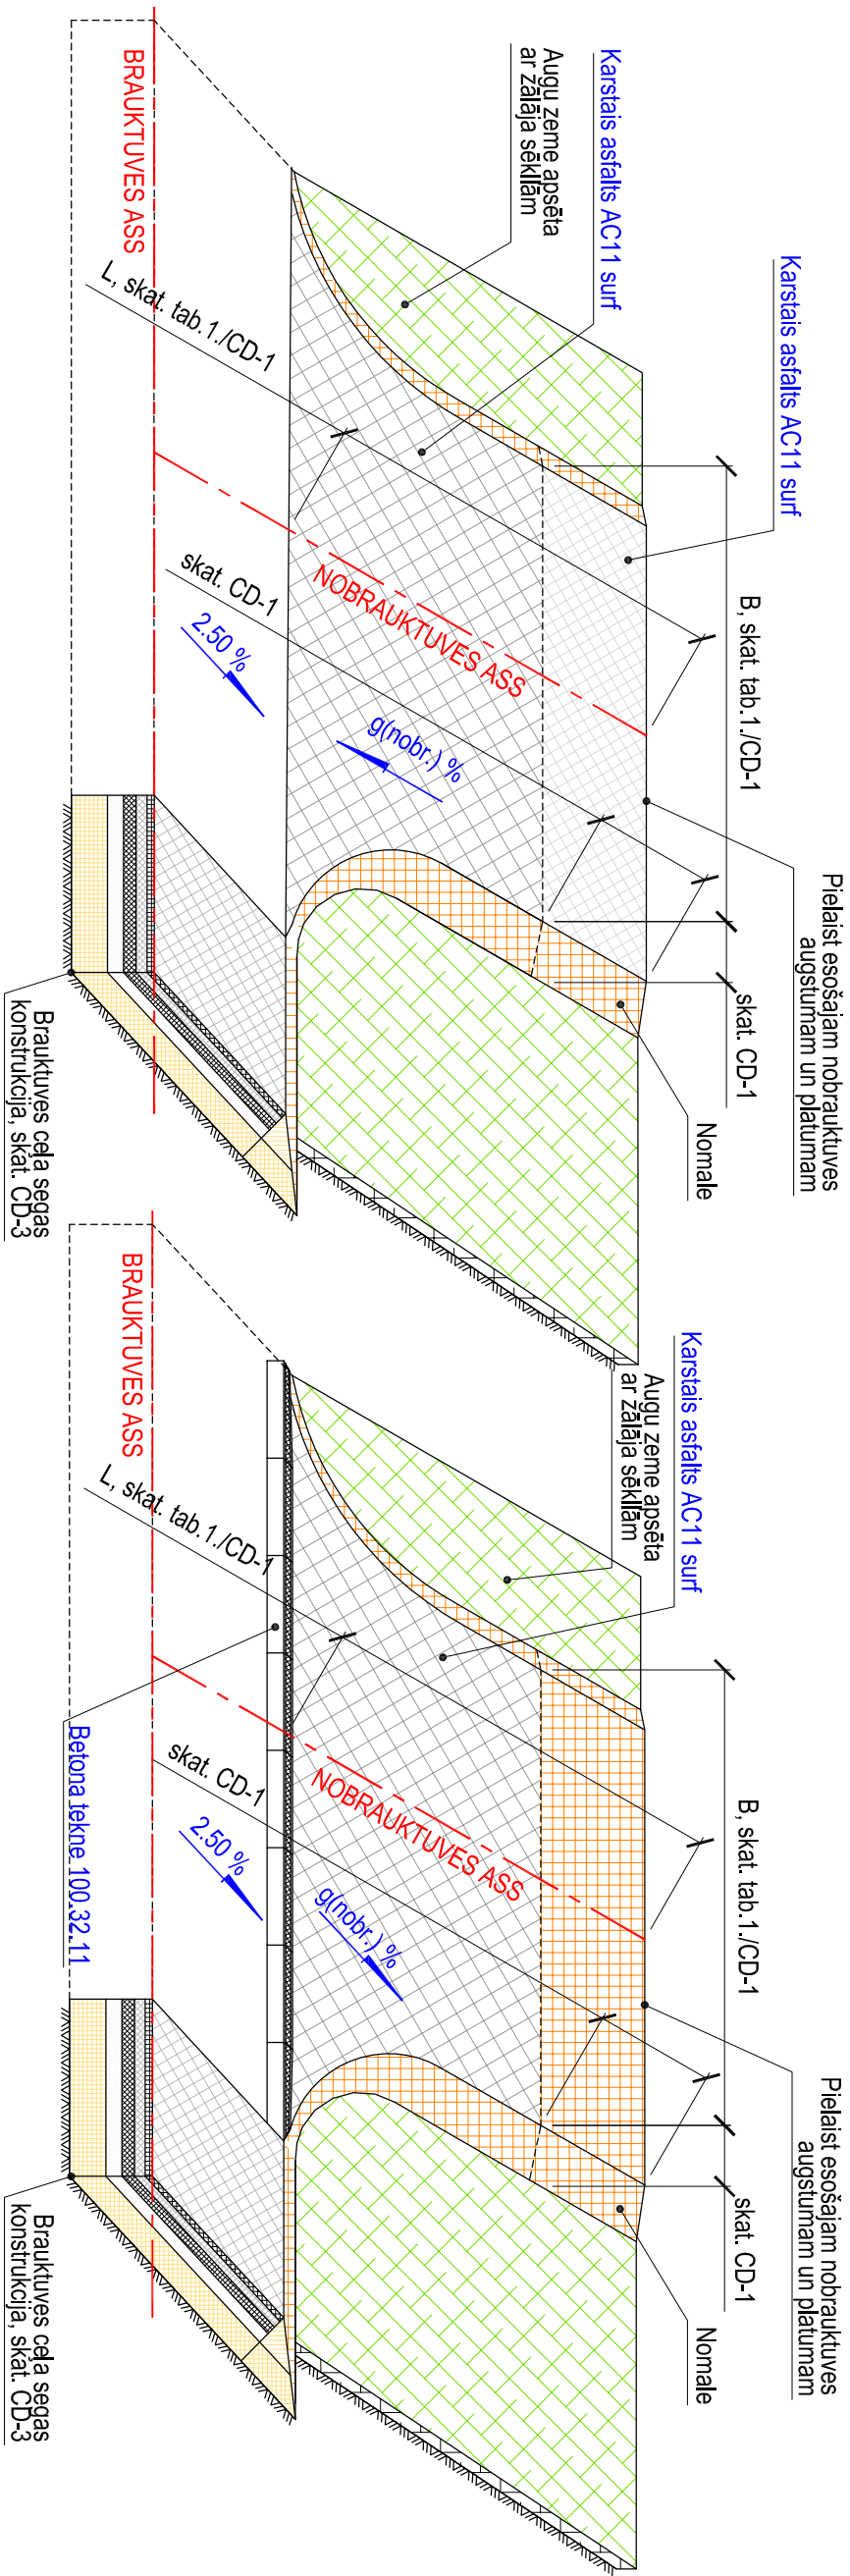 Karstais asfalts AC11 surf
Karstais asfalts AC11 surf
Augu zeme apsēta
ar zālāja sēklām
BRAUKTUVES ASS
L, skat. tab.1./CD-1
B, skat. tab.1./CD-1
skat. CD-1
NOBRAUKTUVES ASS
2.50 %
g(nobr.) %
Pielaist esošajam nobrauktuves
augstumam un platumam
skat. CD-1
Nomale
Brauktuves ceļa segas
konstrukcija, skat. CD-3
Karstais asfalts AC11 surf
Augu zeme apsēta
ar zālāja sēklām
BRAUKTUVES ASS
L, skat. tab.1./CD-1
B, skat. tab.1./CD-1
skat. CD-1
NOBRAUKTUVES ASS
2.50 %
g(nobr.) %
Betona tekne 100.32.11
Pielaist esošajam nobrauktuves
augstumam un platumam
skat. CD-1
Nomale
Brauktuves ceļa segas
konstrukcija, skat. CD-3